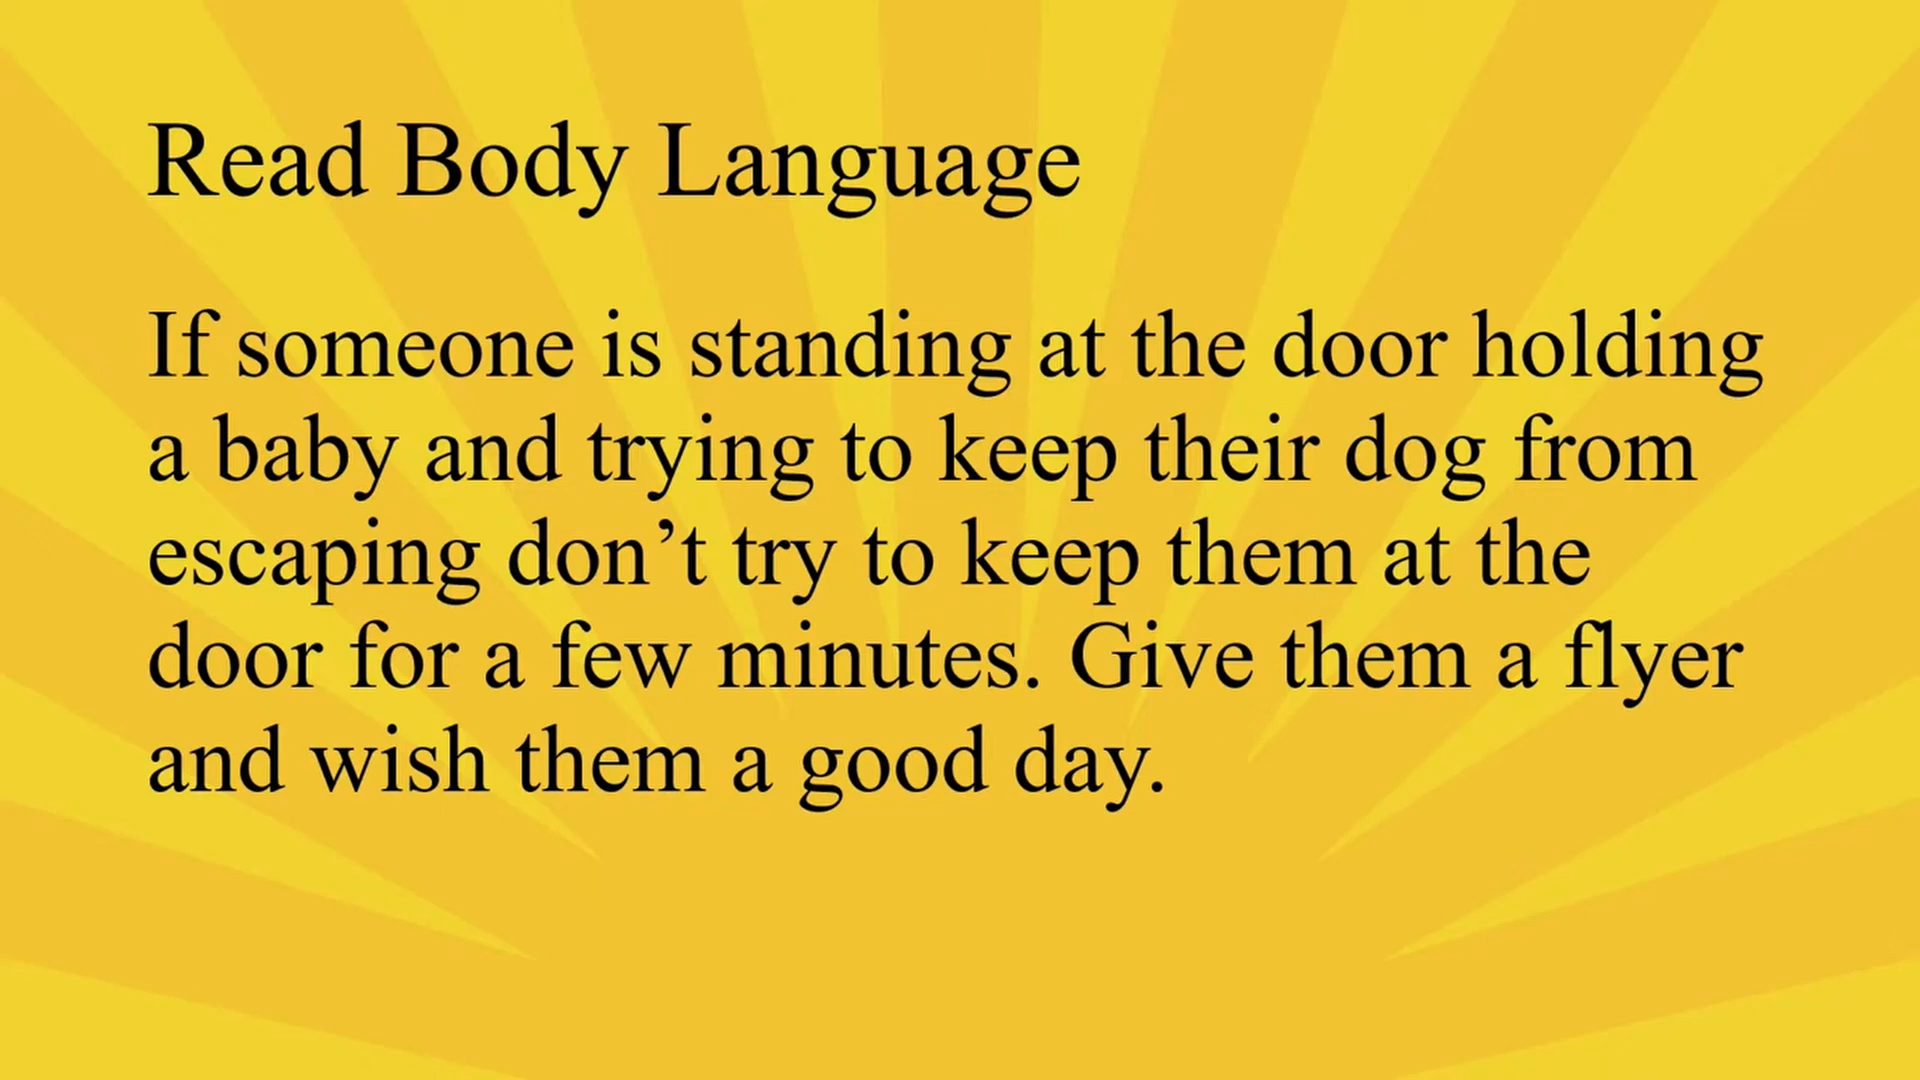 Read Body Language
If someone is standing at the door holding
a baby and trying to keep their dog from
escaping don’t try to keep them at the
door for a few minutes. Give them a flyer
and wish them a good day.